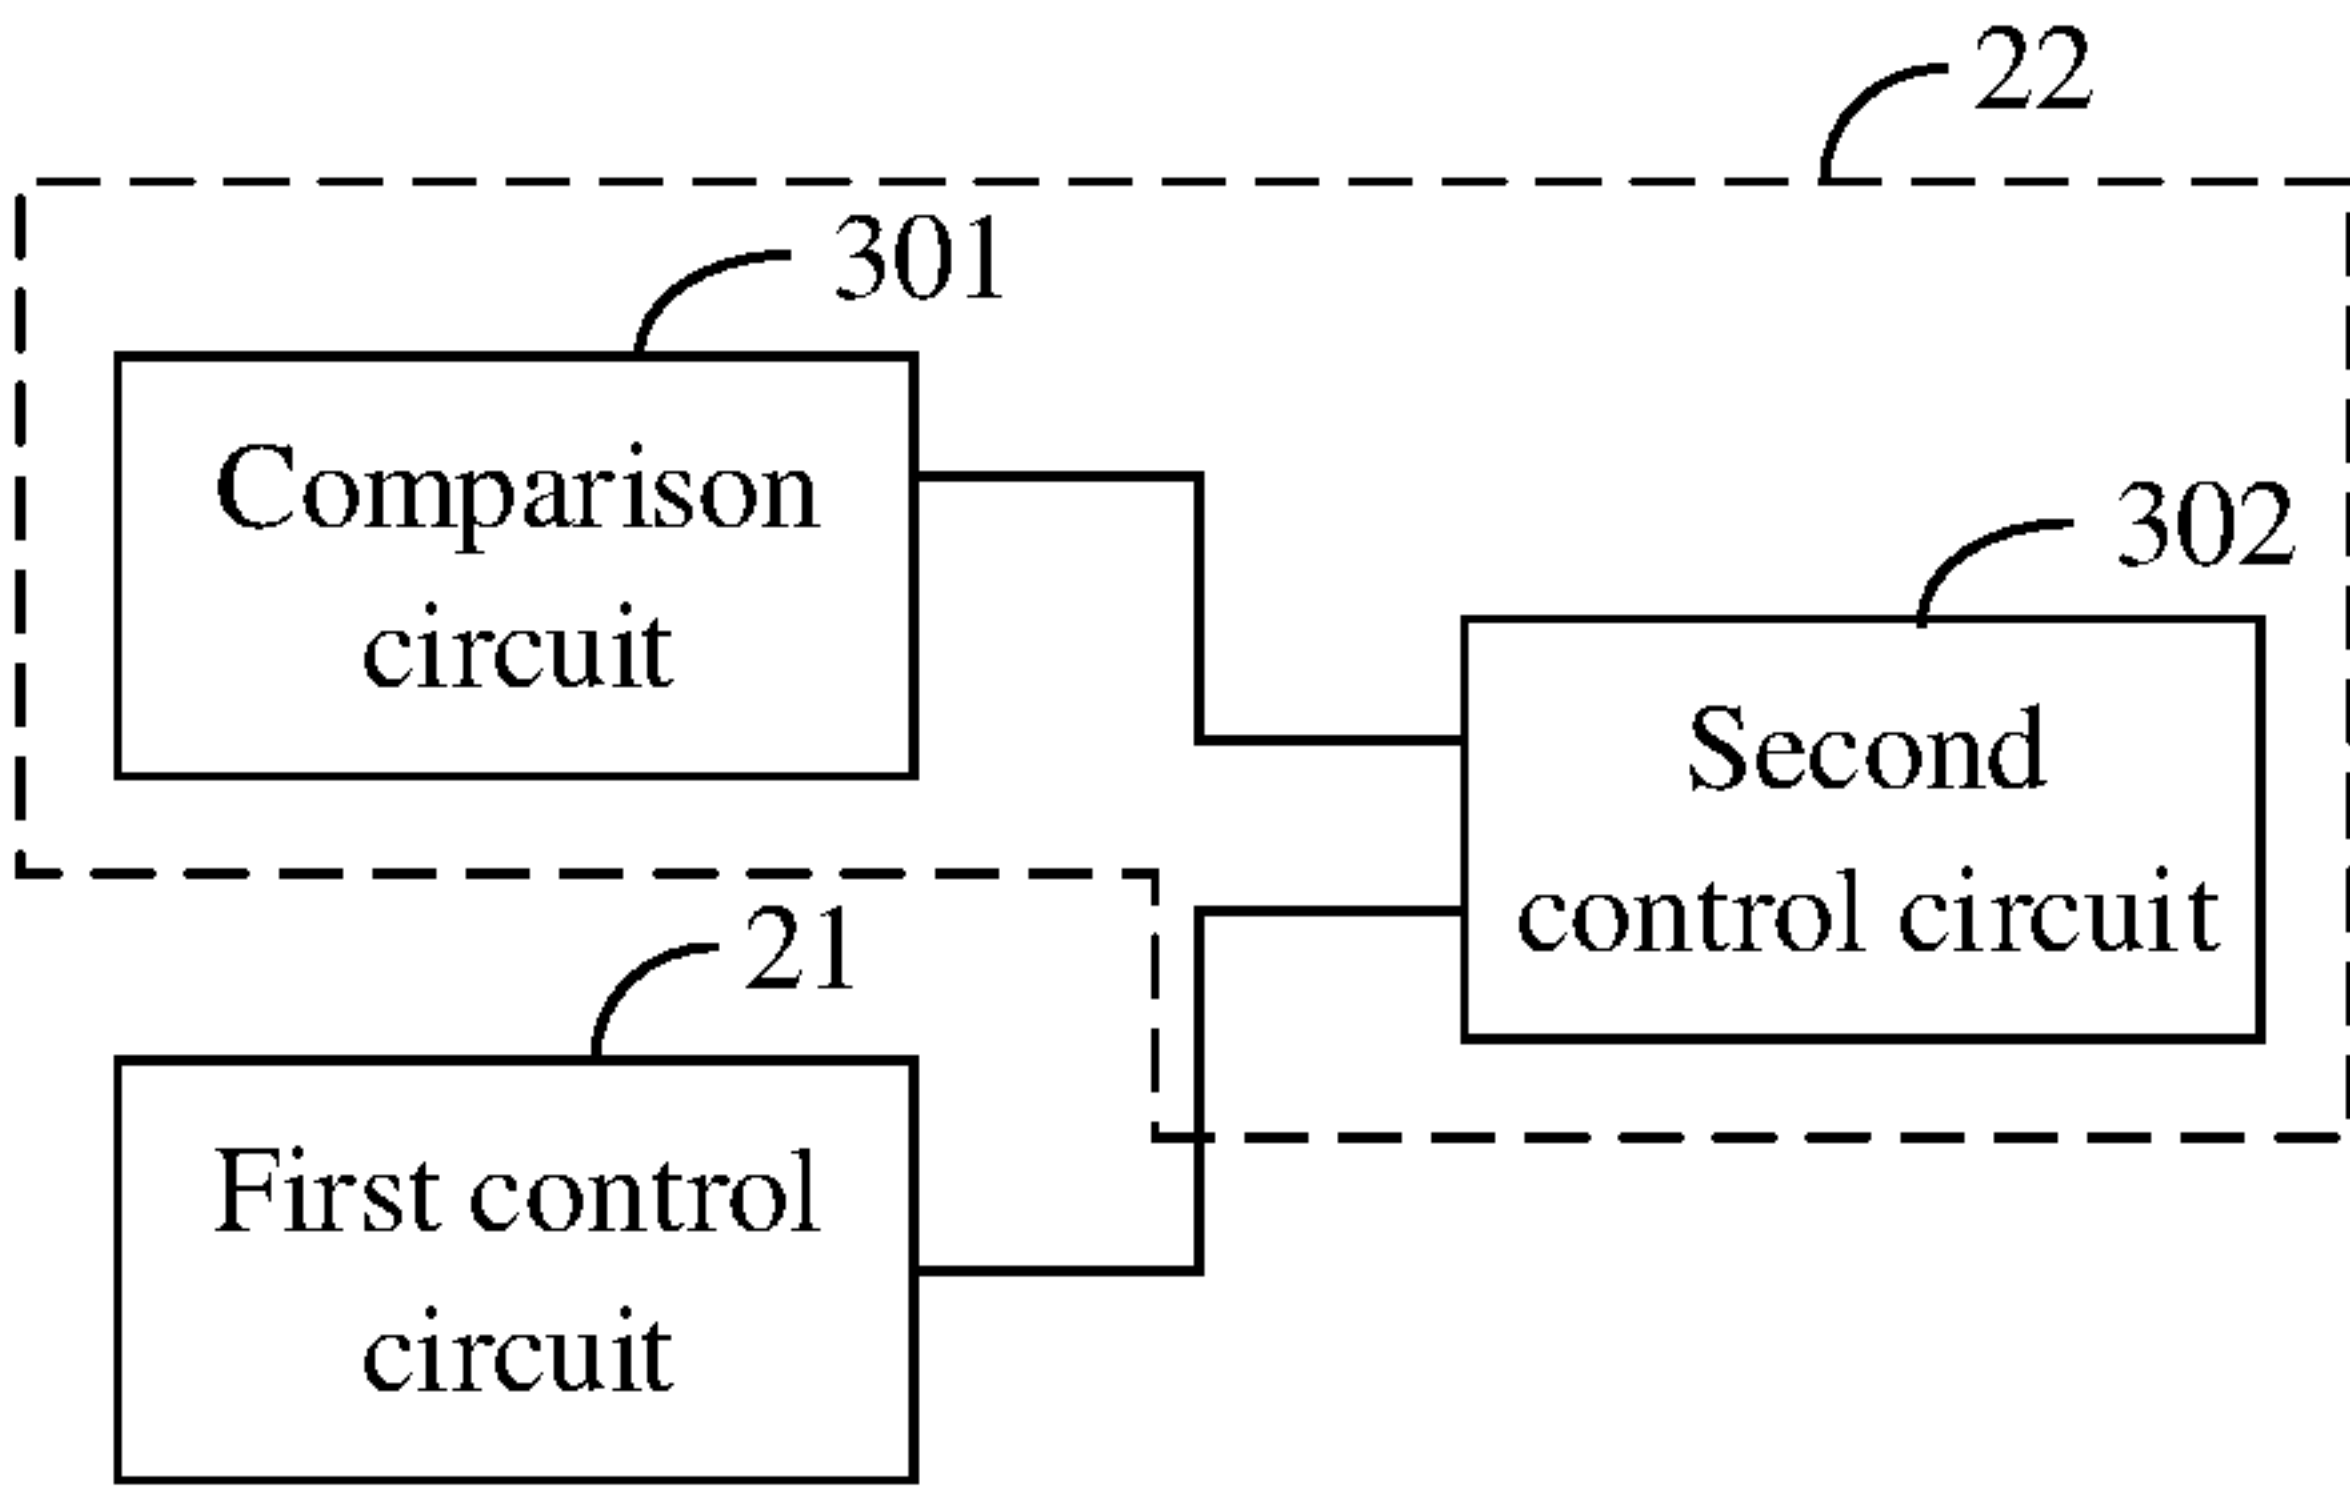 22
301
Comparison
circuit
302
Second
control circuit
21
First control
circuit